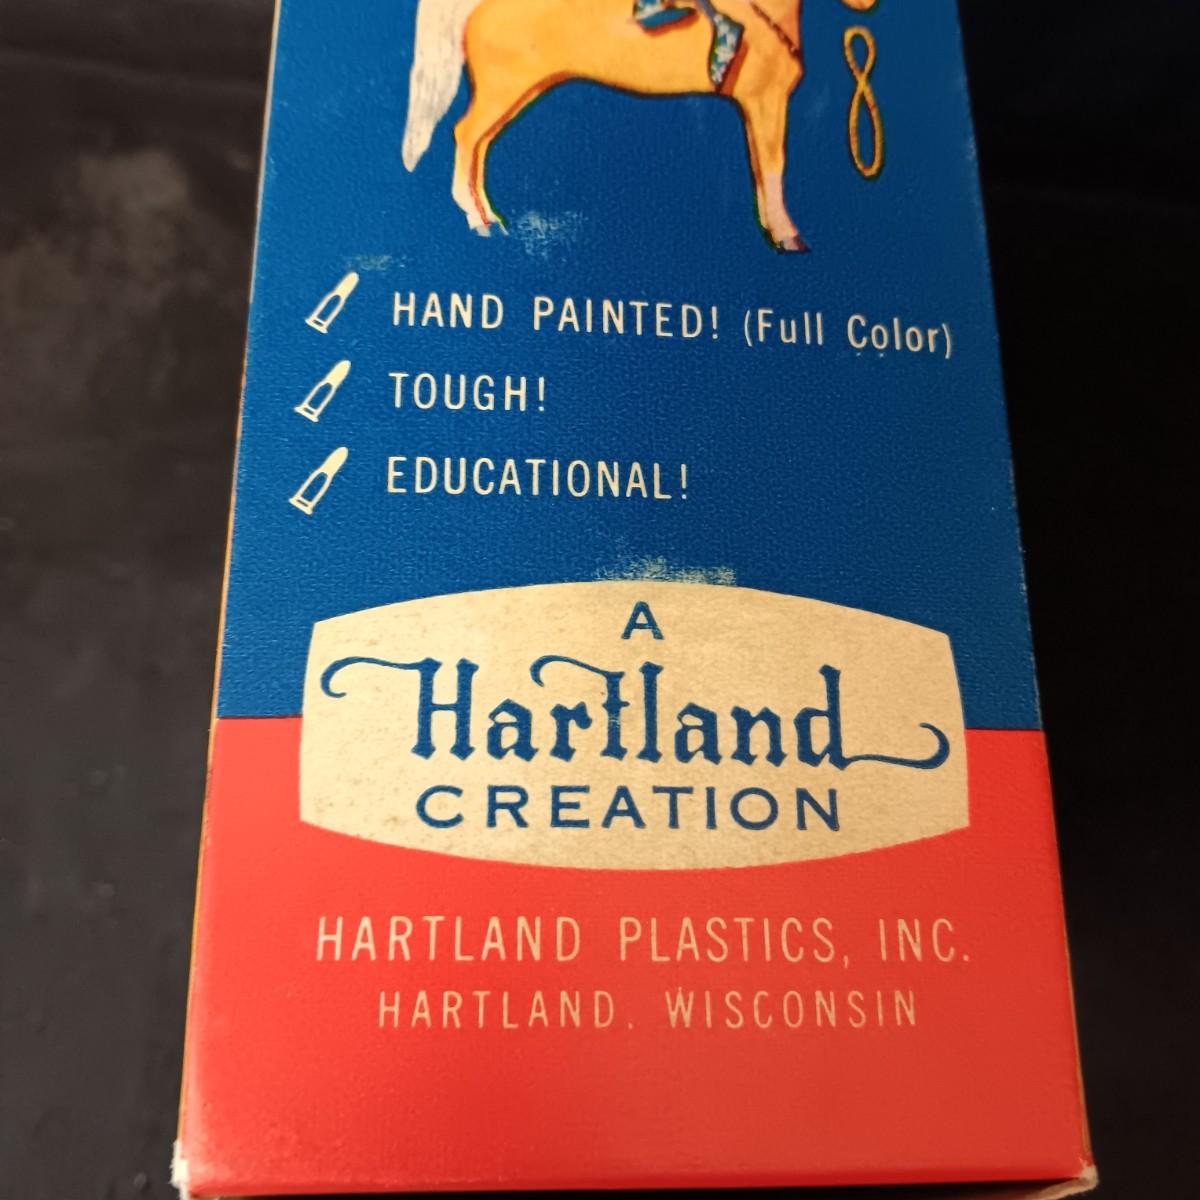 HAND PAINTED! (Full Color)
TOUGH!
EDUCATIONAL!
A
Hartland
CREATION
HARTLAND PLASTICS, INC.
HARTLAND, WISCONSIN